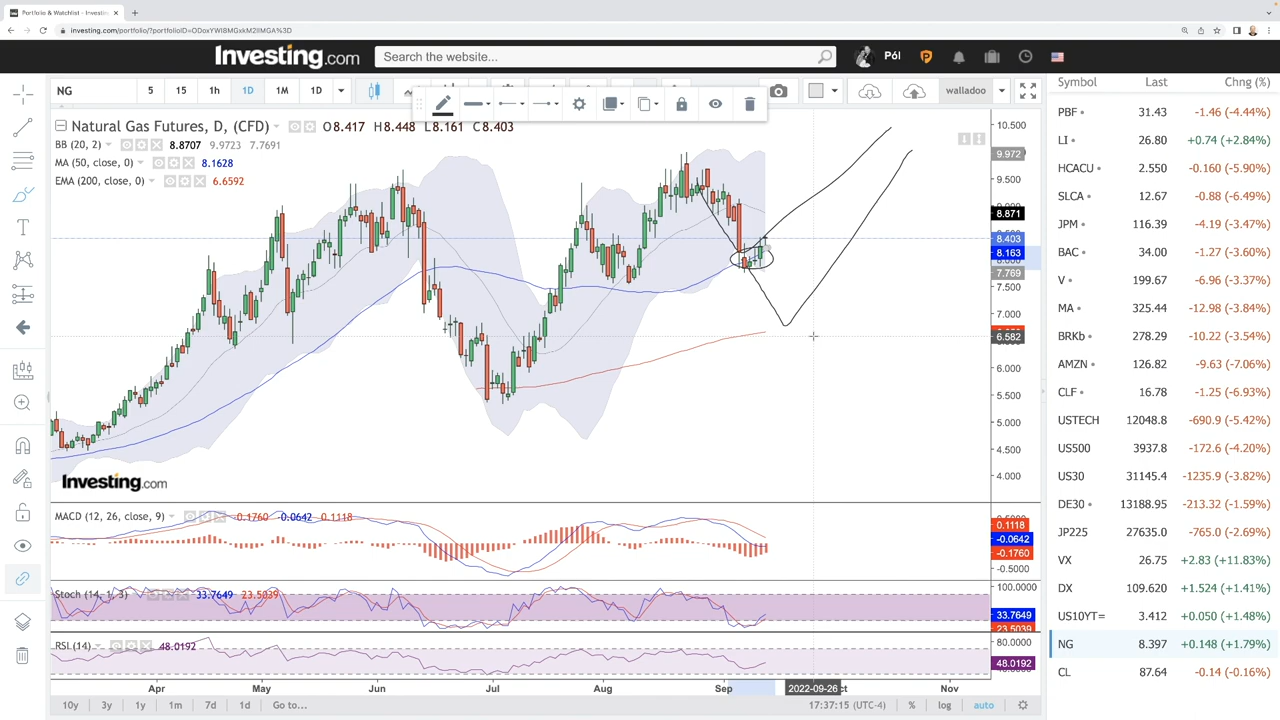 Portfolio & Watchlist - Investing
investing.com/portfolio/?portfolioID=ODoxYWI8MGxkM2llMGA%3D
Investing.com
Search the website...
Pól
NG
5 15 1h 1D 1M 1D
walladoo
Natural Gas Futures, D, (CFD) O8.417 H8.448 L8.161 C8.403
BB (20, 2) 8.8707 9.9723 7.7691
MA (50, close, 0) 8.1628
EMA (200, close, 0) 6.6592
10.500
9.972
9.500
8.871
8.403
8.163
7.769
7.500
7.000
6.582
6.000
5.500
5.000
4.500
4.000
Investing.com
MACD (12, 26, close, 9) -0.1760 -0.0642 0.1118
0.1118
-0.0642
-0.1760
-0.5000
Stoch (14, 1, 3) 33.7649 23.5039
100.0000
33.7649
23.5039
RSI (14) 48.0192
80.0000
48.0192
Apr May Jun Jul Aug Sep 2022-09-26 Nov
10y 3y 1y 1m 7d 1d Go to...
17:37:15 (UTC-4) % log auto
Symbol Last Chng (%)
PBF 31.43 -1.46 (-4.44%)
LI 26.80 +0.74 (+2.84%)
HCACU 2.550 -0.160 (-5.90%)
SLCA 12.67 -0.88 (-6.49%)
JPM 116.39 -4.19 (-3.47%)
BAC 34.00 -1.27 (-3.60%)
V 199.67 -6.96 (-3.37%)
MA 325.44 -12.98 (-3.84%)
BRKb 278.29 -10.22 (-3.54%)
AMZN 126.82 -9.63 (-7.06%)
CLF 16.78 -1.25 (-6.93%)
USTECH 12048.8 -690.9 (-5.42%)
US500 3937.8 -172.6 (-4.20%)
US30 31145.4 -1235.9 (-3.82%)
DE30 13188.95 -213.32 (-1.59%)
JP225 27635.0 -765.0 (-2.69%)
VX 26.75 +2.83 (+11.83%)
DX 109.620 +1.524 (+1.41%)
US10YT= 3.412 +0.050 (+1.48%)
NG 8.397 +0.148 (+1.79%)
CL 87.64 -0.14 (-0.16%)